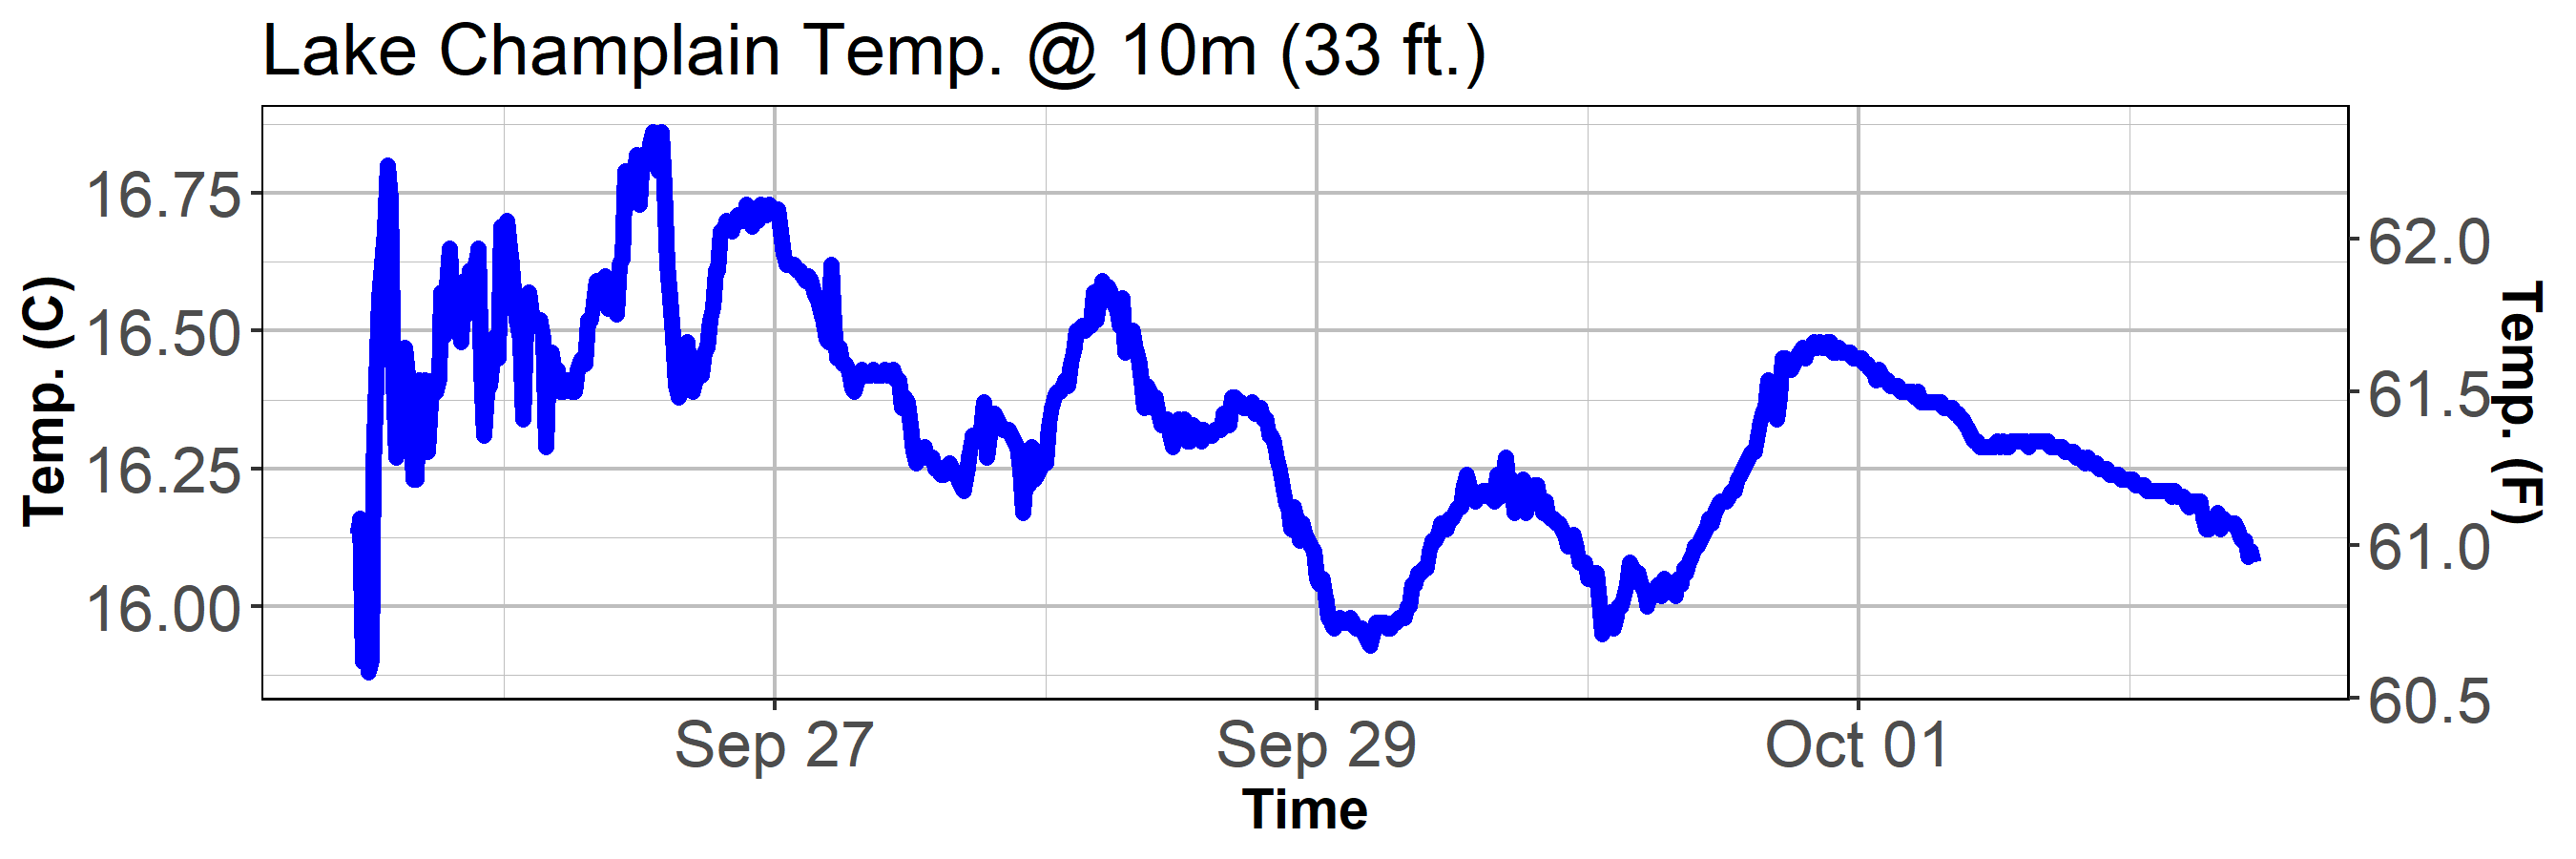 Lake Champlain Temp. @ 10m (33 ft.)
Temp. (C)
16.75
16.50
16.25
16.00
62.0
61.5
61.0
60.5
Temp. (F)
Sep 27 Sep 29 Oct 01
Time